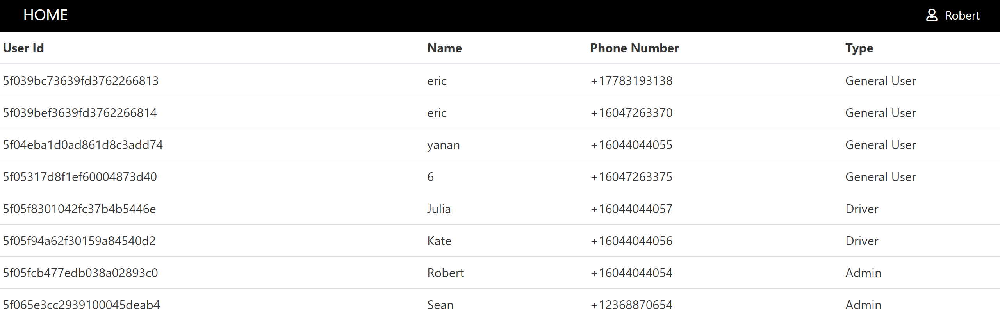 HOME Robert
User Id Name Phone Number Type
5f039bc73639fd3762266813 eric +17783193138 General User
5f039bef3639fd3762266814 eric +16047263370 General User
5f04eba1d0ad861d8c3add74 yanan +16044044055 General User
5f05317d8f1ef60004873d40 6 +16047263375 General User
5f05f8301042fc37b4b5446e Julia +16044044057 Driver
5f05f94a62f30159a84540d2 Kate +16044044056 Driver
5f05fcb477edb038a02893c0 Robert +16044044054 Admin
5f065e3cc2939100045deab4 Sean +12368870654 Admin